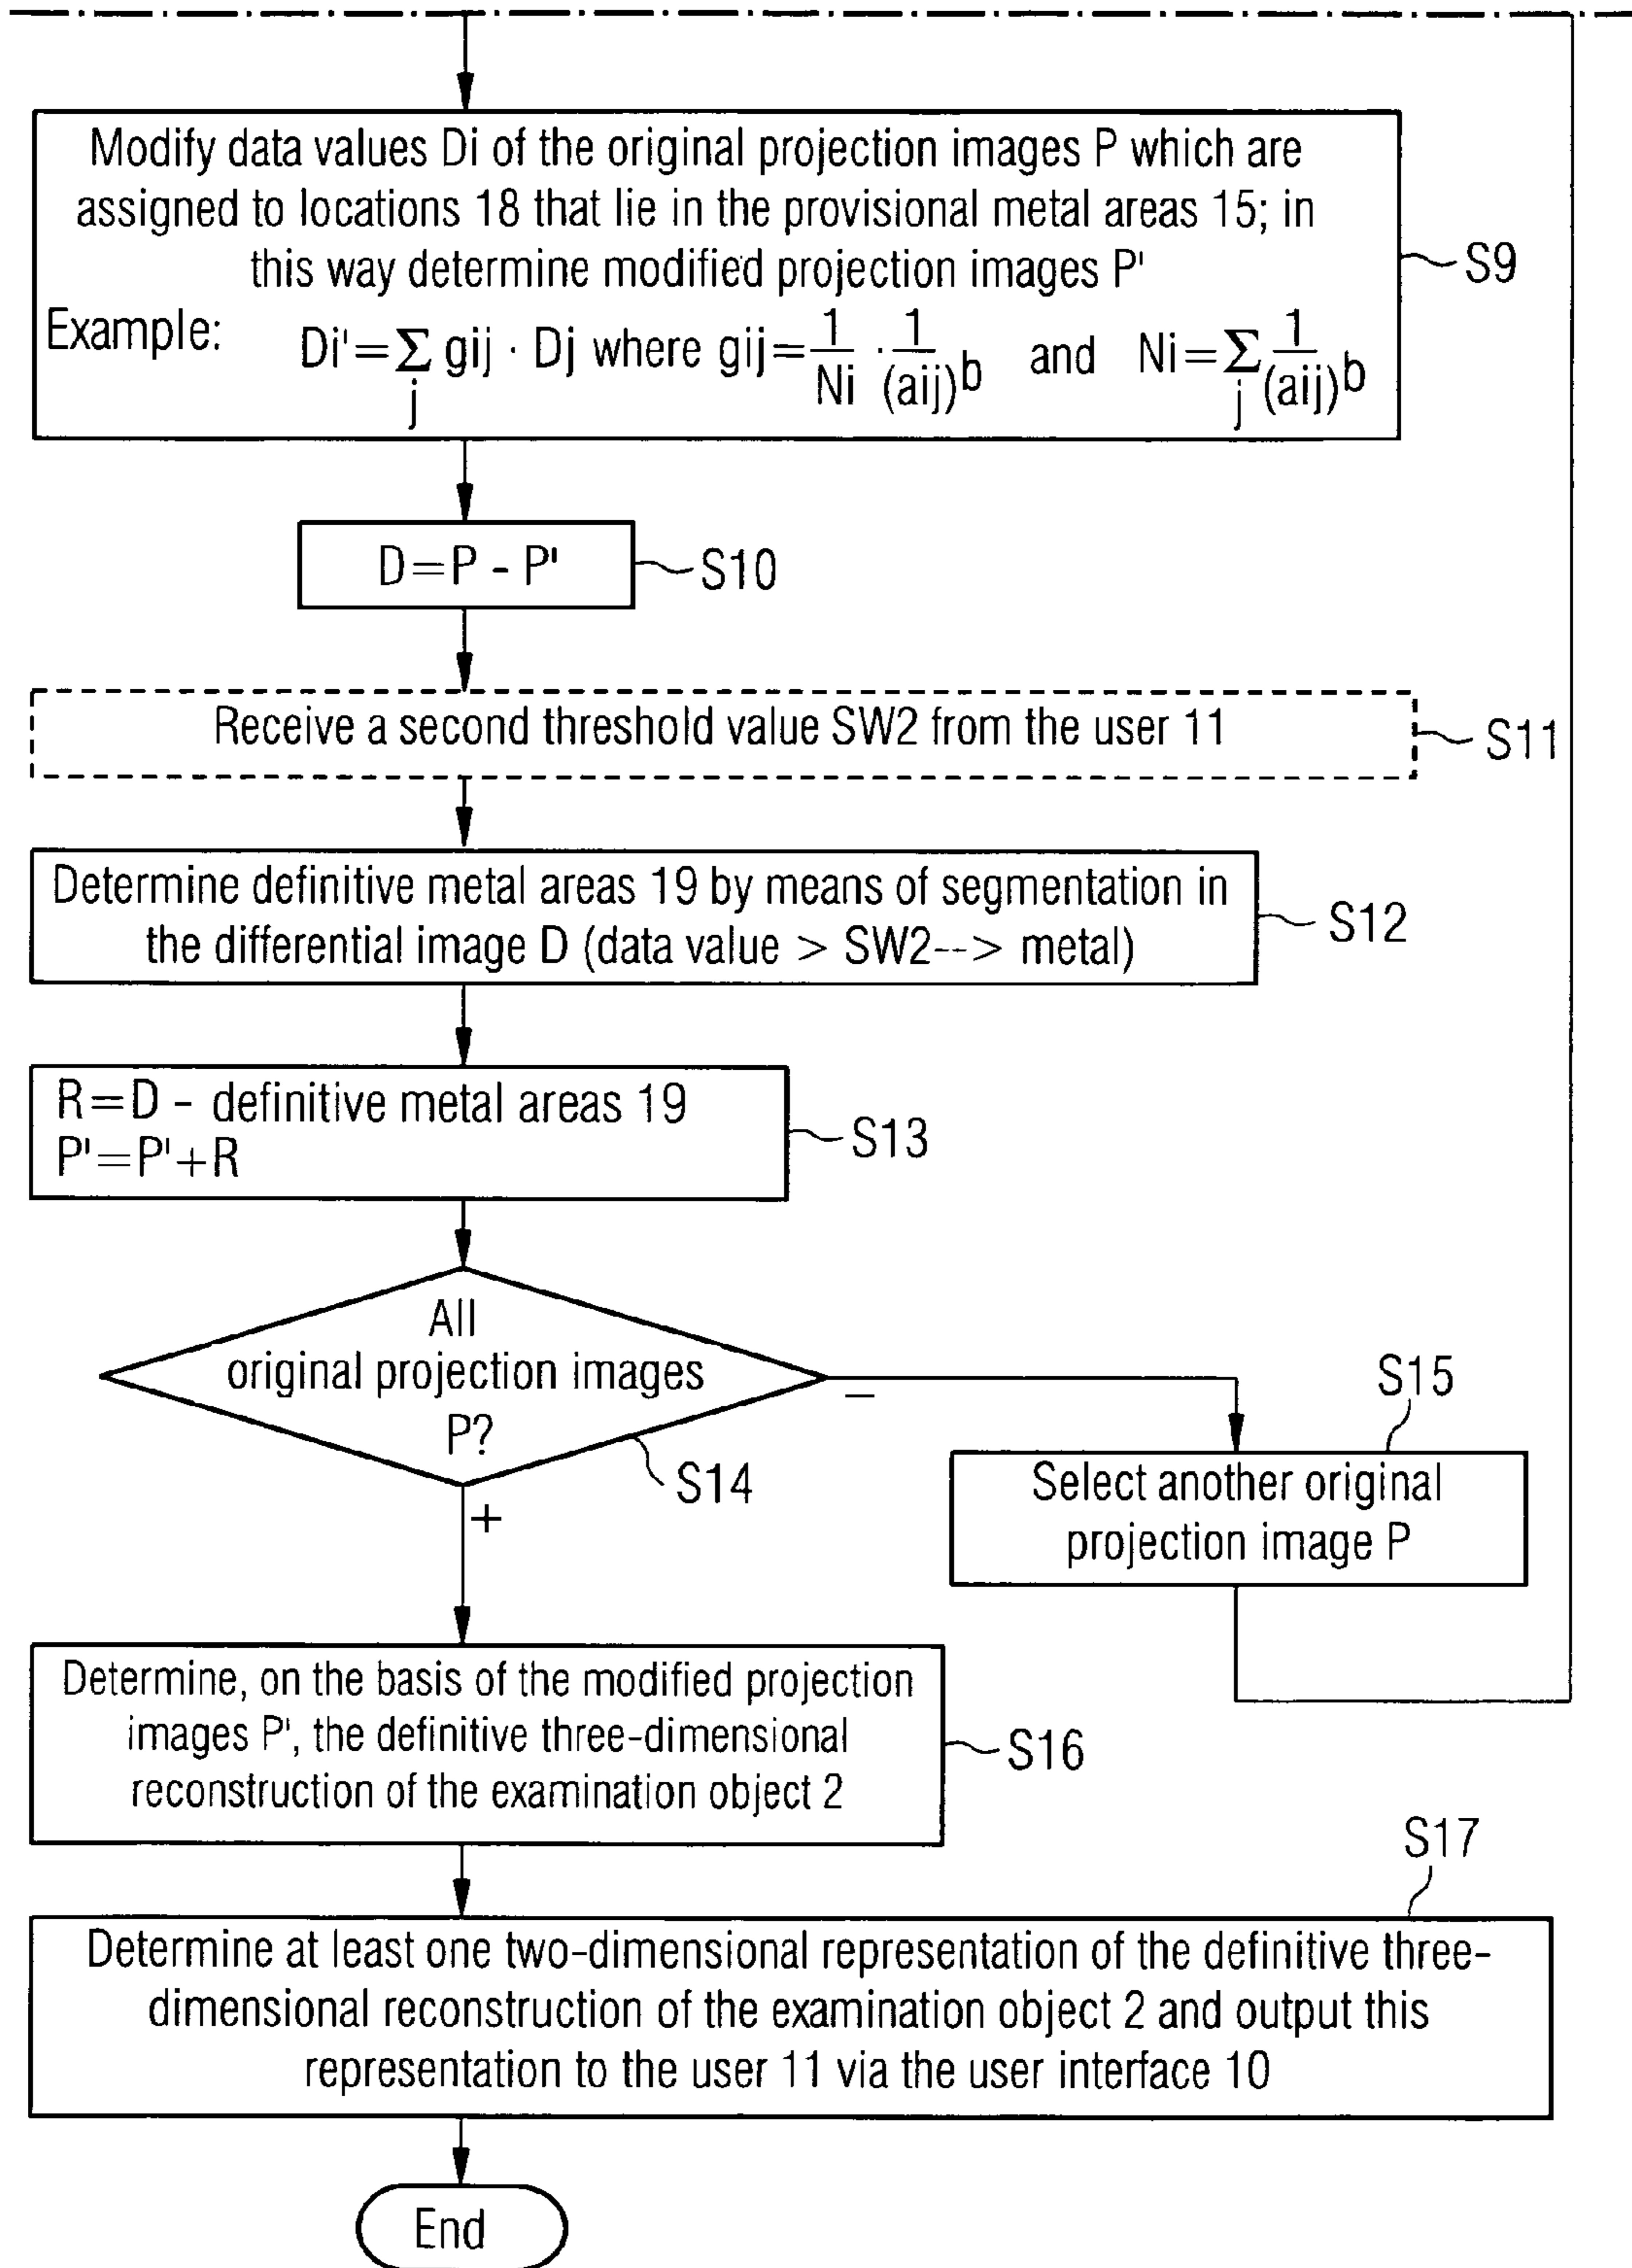 Modify data values Di of the original projection images P which are
assigned to locations 18 that lie in the provisional metal areas 15; in
this way determine modified projection images P'
Example: Di'=∑j gij · Dj where gij=1/Ni · 1/(aij)b and Ni=∑j 1/(aij)b
S9
D=P - P'
S10
Receive a second threshold value SW2 from the user 11
S11
Determine definitive metal areas 19 by means of segmentation in
the differential image D (data value > SW2--> metal)
S12
R=D - definitive metal areas 19
P'=P'+R
S13
All
original projection images
P?
–
S14
+
S15
Select another original
projection image P
Determine, on the basis of the modified projection
images P', the definitive three-dimensional
reconstruction of the examination object 2
S16
S17
Determine at least one two-dimensional representation of the definitive three-
dimensional reconstruction of the examination object 2 and output this
representation to the user 11 via the user interface 10
End